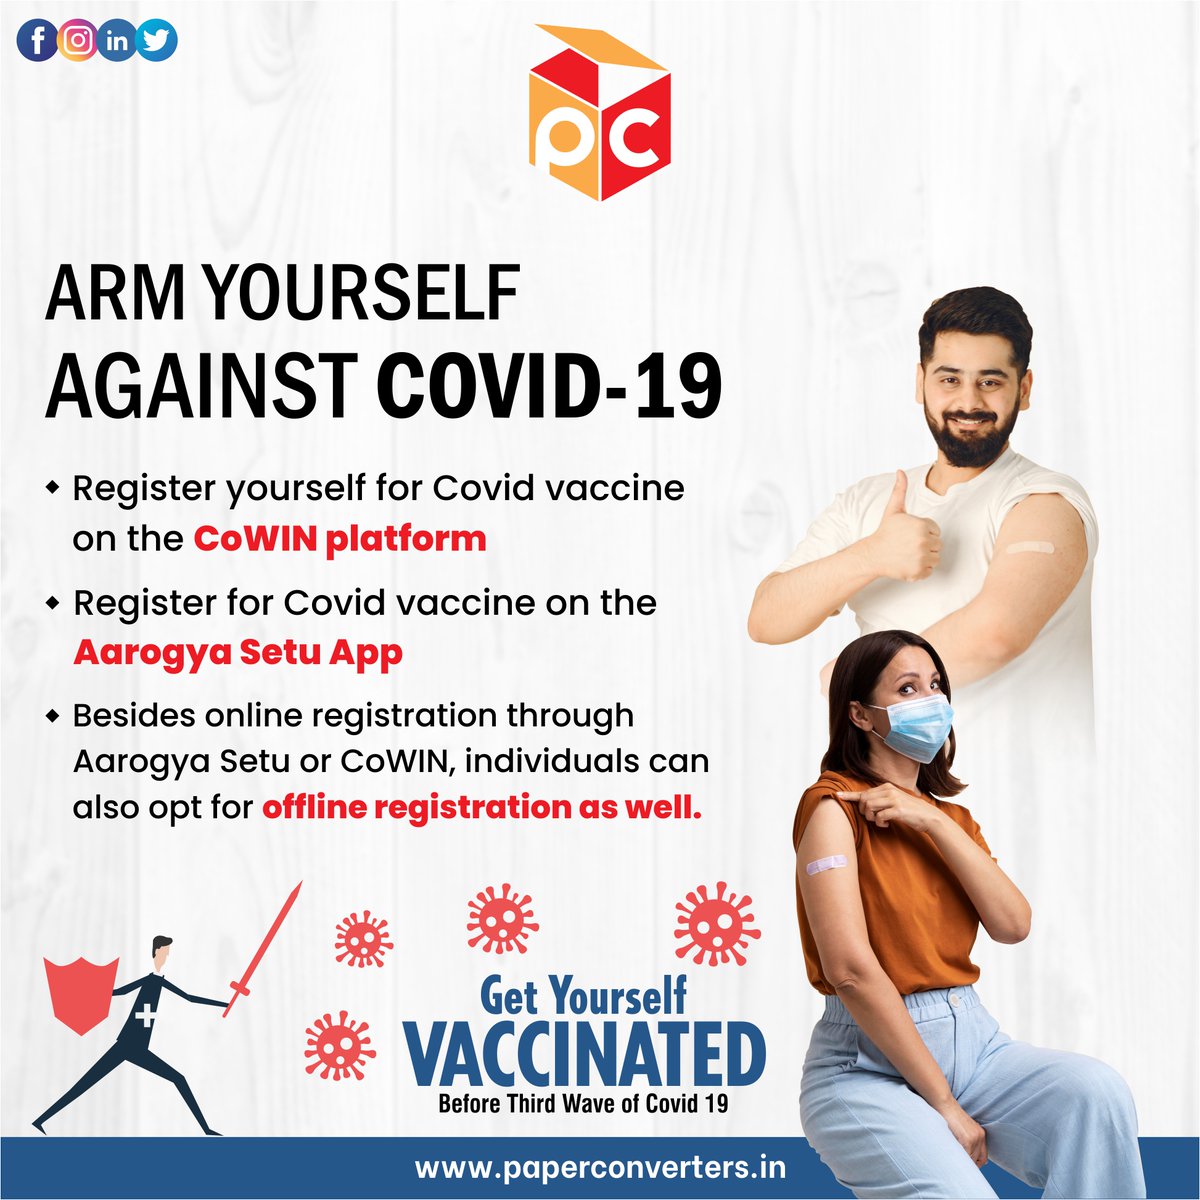 pc
ARM YOURSELF
AGAINST COVID-19
Register yourself for Covid vaccine
on the CoWIN platform
Register for Covid vaccine on the
Aarogya Setu App
Besides online registration through
Aarogya Setu or CoWIN, individuals can
also opt for offline registration as well.
Get Yourself
VACCINATED
Before Third Wave of Covid 19
www.paperconverters.in